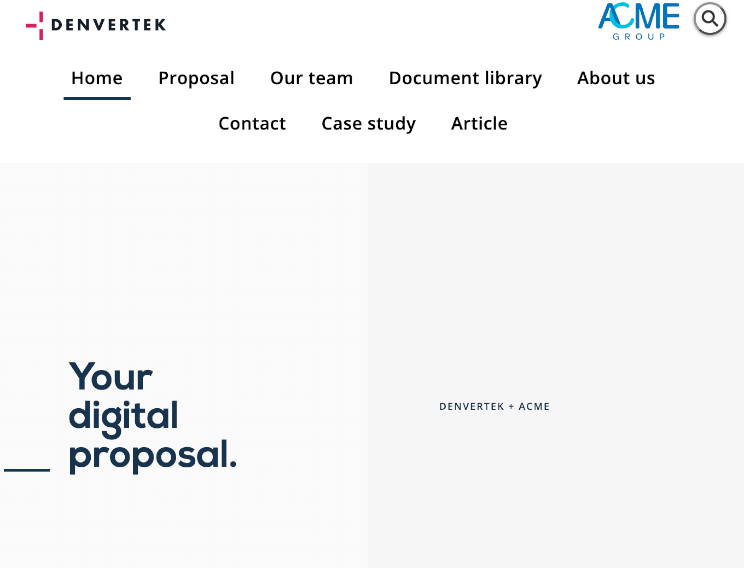 DENVERTEK
ACME
GROUP
Home Proposal Our team Document library About us
Contact Case study Article
Your
digital
proposal.
DENVERTEK + ACME